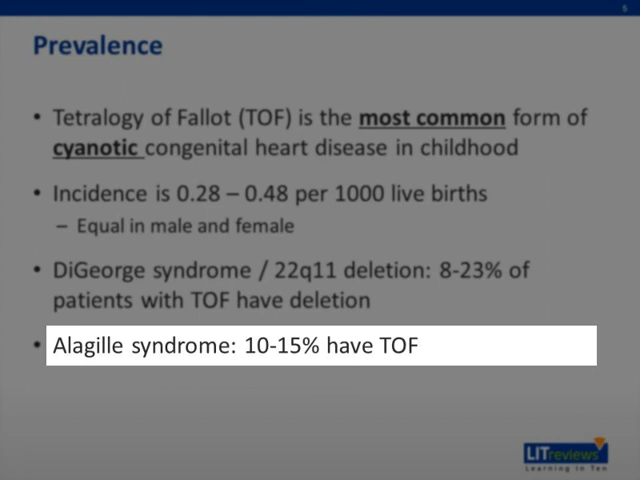 5
Prevalence
• Tetralogy of Fallot (TOF) is the most common form of
cyanotic congenital heart disease in childhood
• Incidence is 0.28 – 0.48 per 1000 live births
– Equal in male and female
• DiGeorge syndrome / 22q11 deletion: 8-23% of
patients with TOF have deletion
• Alagille syndrome: 10-15% have TOF
LITreviews
Learning in Ten